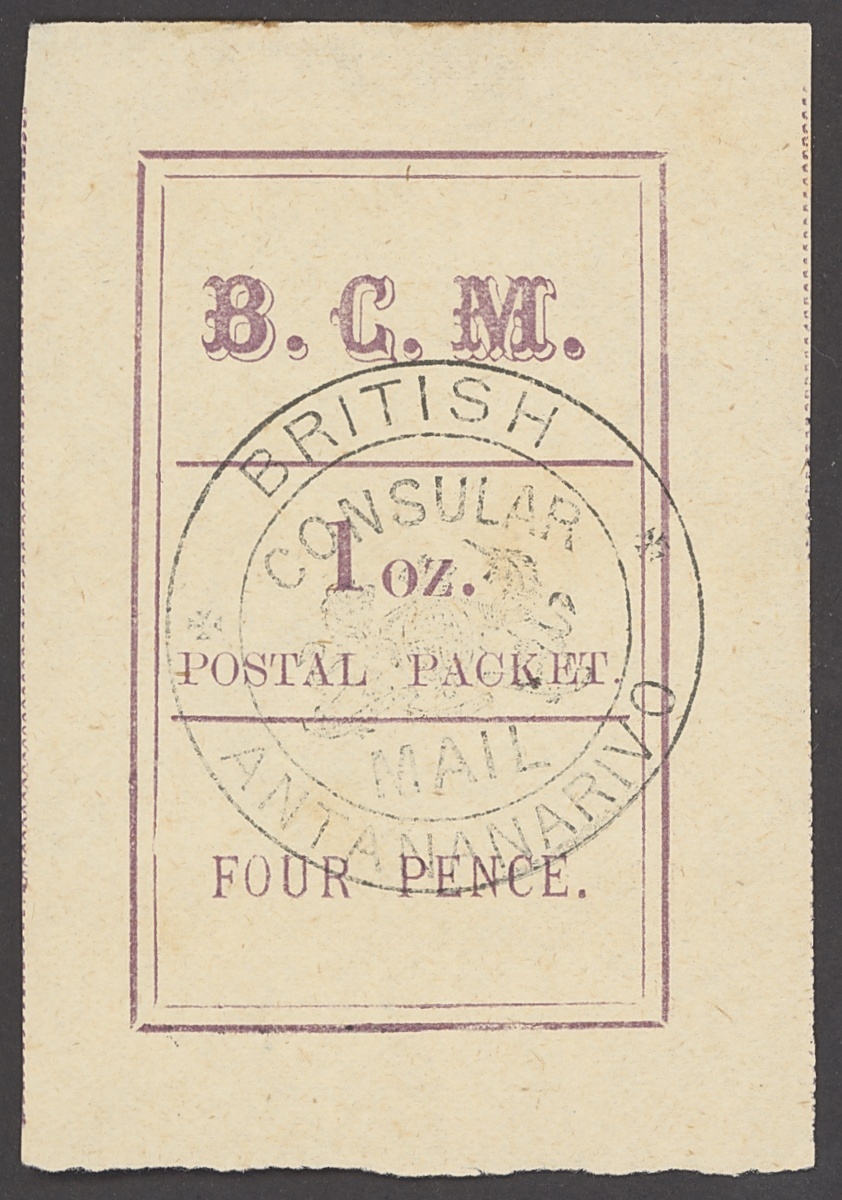 B. C. M.
BRITISH
CONSULAR
1 oz.
POSTAL PACKET.
MAIL
ANTANANARIVO
FOUR PENCE.